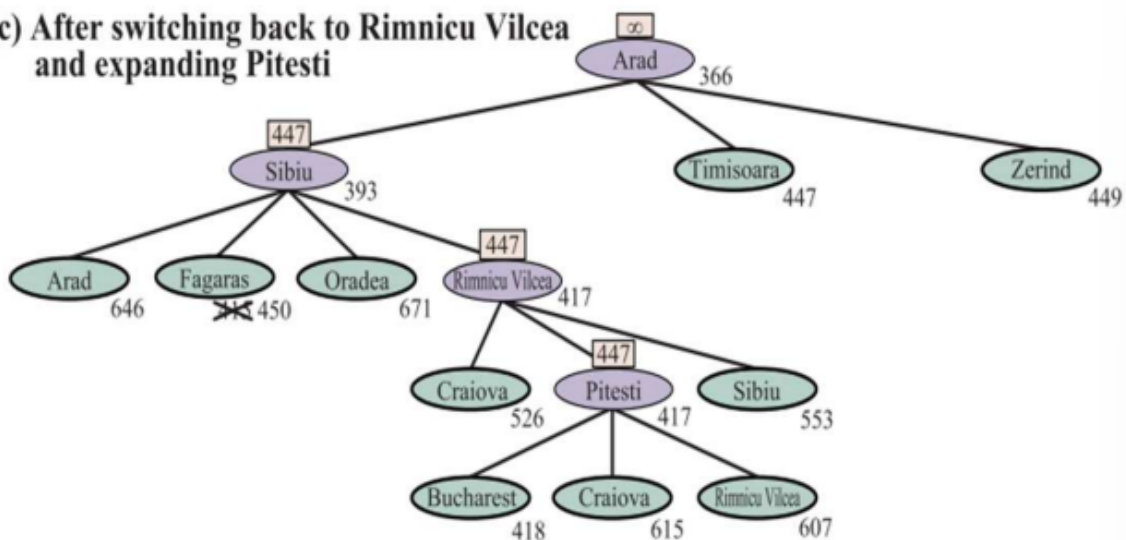 c) After switching back to Rimnicu Vilcea
and expanding Pitesti
∞
Arad
366
447
Sibiu
393
Timisoara
447
Zerind
449
Arad
646
Fagaras
415 450
Oradea
671
447
Rimnicu Vilcea
417
Craiova
526
447
Pitesti
417
Sibiu
553
Bucharest
418
Craiova
615
Rimnicu Vilcea
607